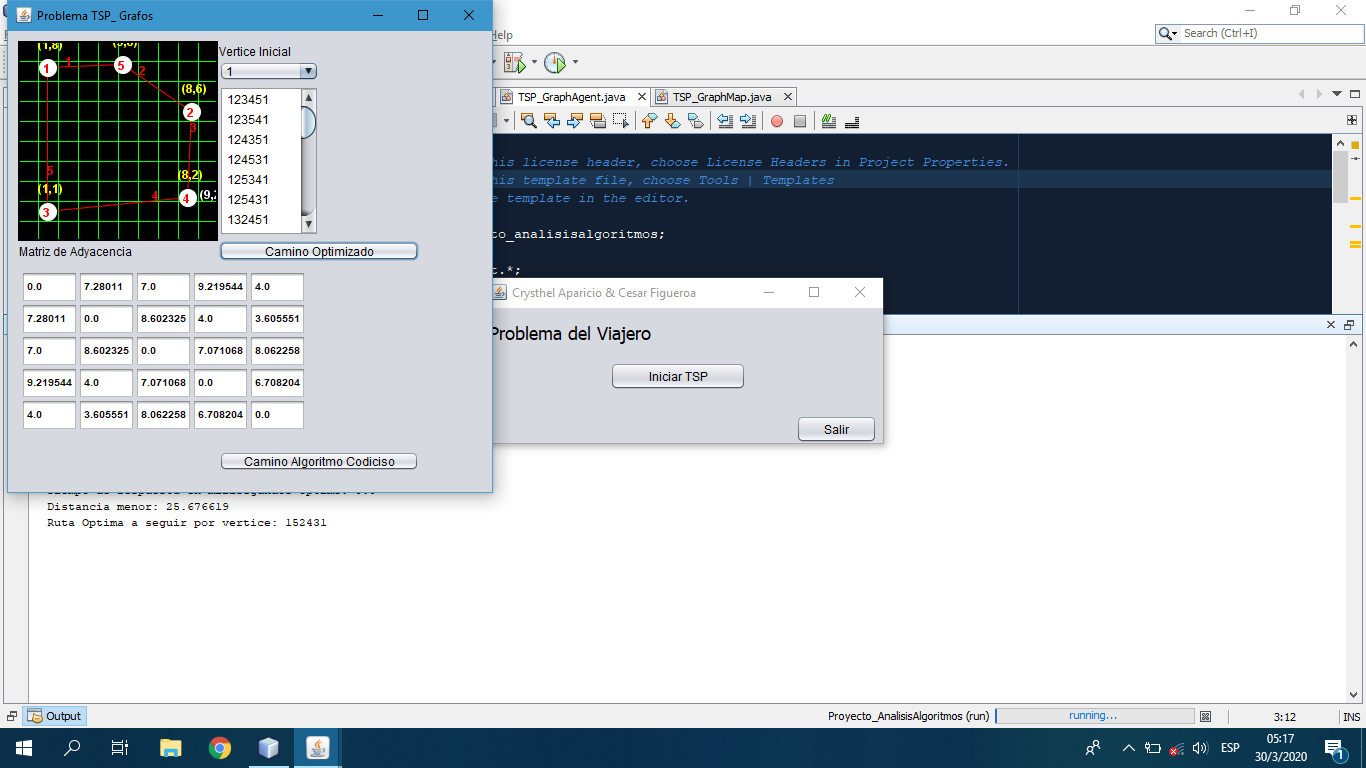 Problema TSP_ Grafos
(1,8)
1
1
5
2
(8,6)
2
3
5
(1,1)
3
4
(8,2)
4
Vertice Inicial
1
123451
123541
124351
124531
125341
125431
132451
Matriz de Adyacencia
Camino Optimizado
0.0 7.28011 7.0 9.219544 4.0
7.28011 0.0 8.602325 4.0 3.605551
7.0 8.602325 0.0 7.071068 8.062258
9.219544 4.0 7.071068 0.0 6.708204
4.0 3.605551 8.062258 6.708204 0.0
Camino Algoritmo Codiciso
Help
Search (Ctrl+I)
TSP_GraphAgent.java
TSP_GraphMap.java
his license header, choose License Headers in Project Properties.
his template file, choose Tools | Templates
template in the editor.
to_analisisalgoritmos;
.*;
Crysthel Aparicio & Cesar Figueroa
Problema del Viajero
Iniciar TSP
Salir
Distancia menor: 25.676619
Ruta Optima a seguir por vertice: 152431
Output
Proyecto_AnalisisAlgoritmos (run)
running...
3:12
INS
ESP
05:17
30/3/2020
1